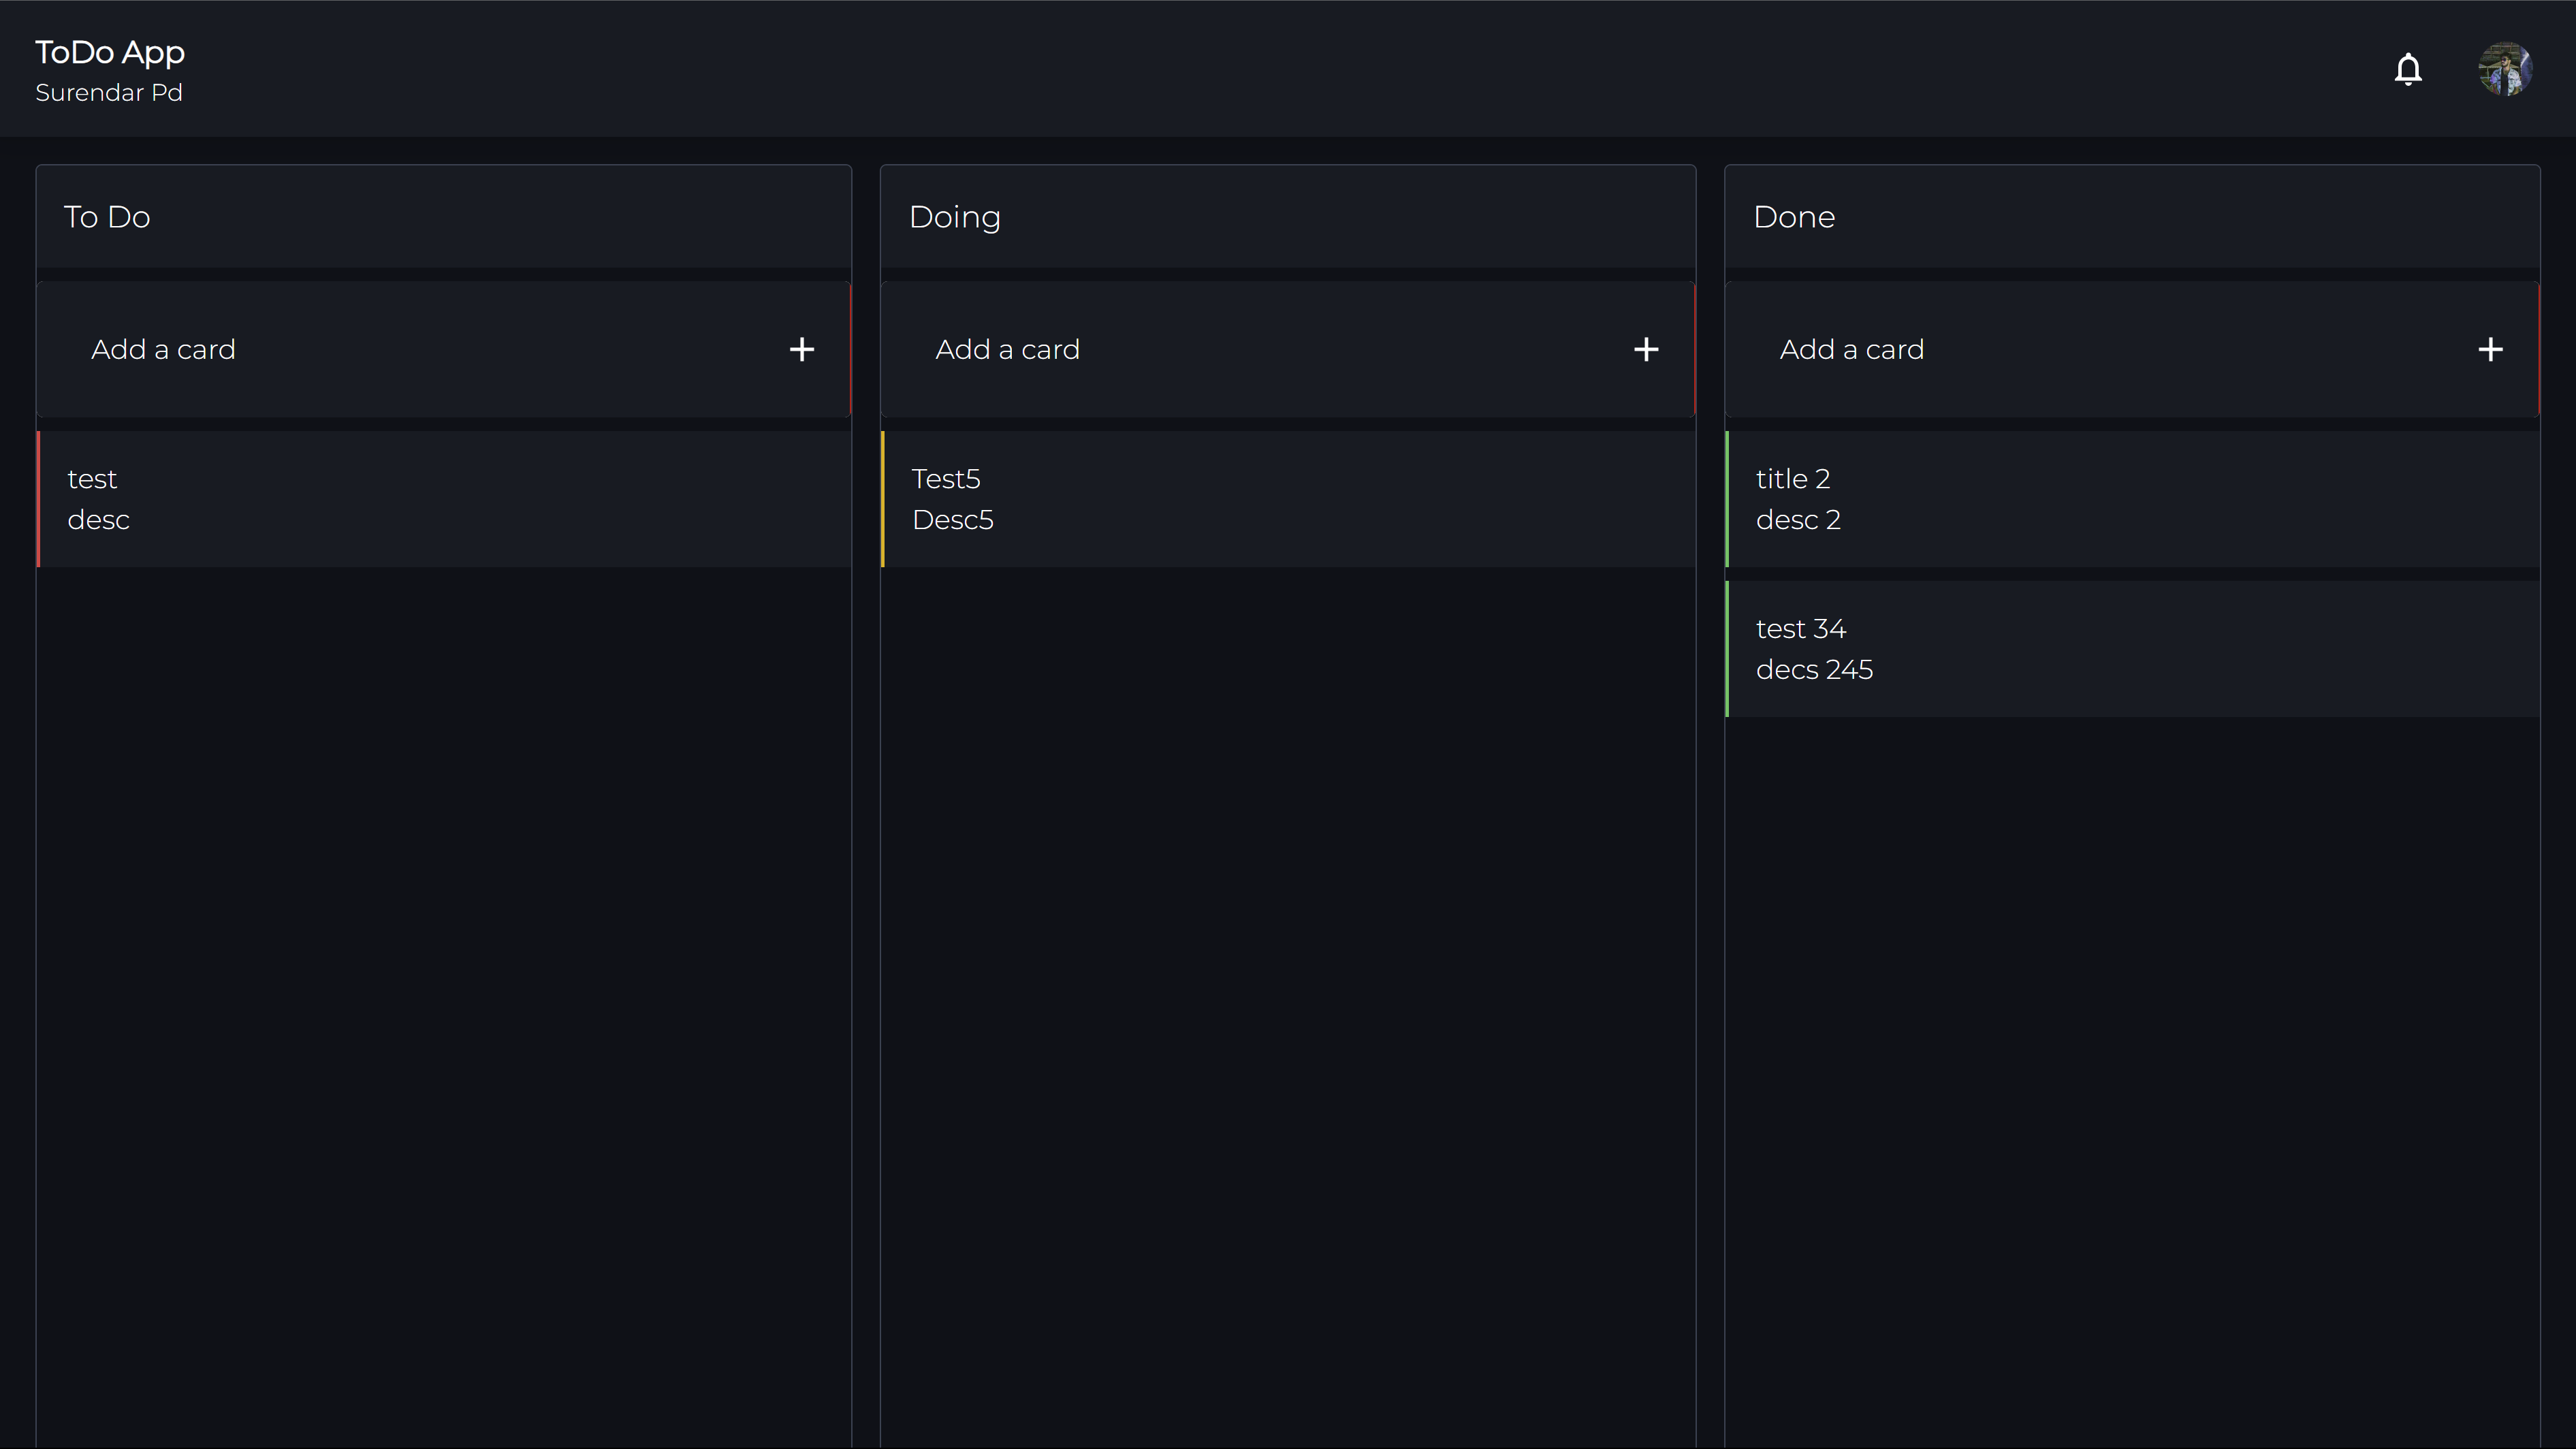 ToDo App
Surendar Pd
To Do
Add a card
test
desc
Doing
Add a card
Test5
Desc5
Done
Add a card
title 2
desc 2
test 34
decs 245